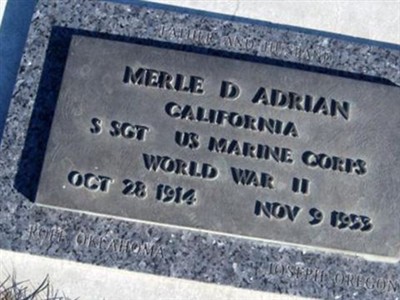 FATHER AND HUSBAND
MERLE D ADRIAN
CALIFORNIA
S SGT US MARINE CORPS
WORLD WAR II
OCT 28 1914 NOV 9 1953
OKLAHOMA JOSEPH OREGON